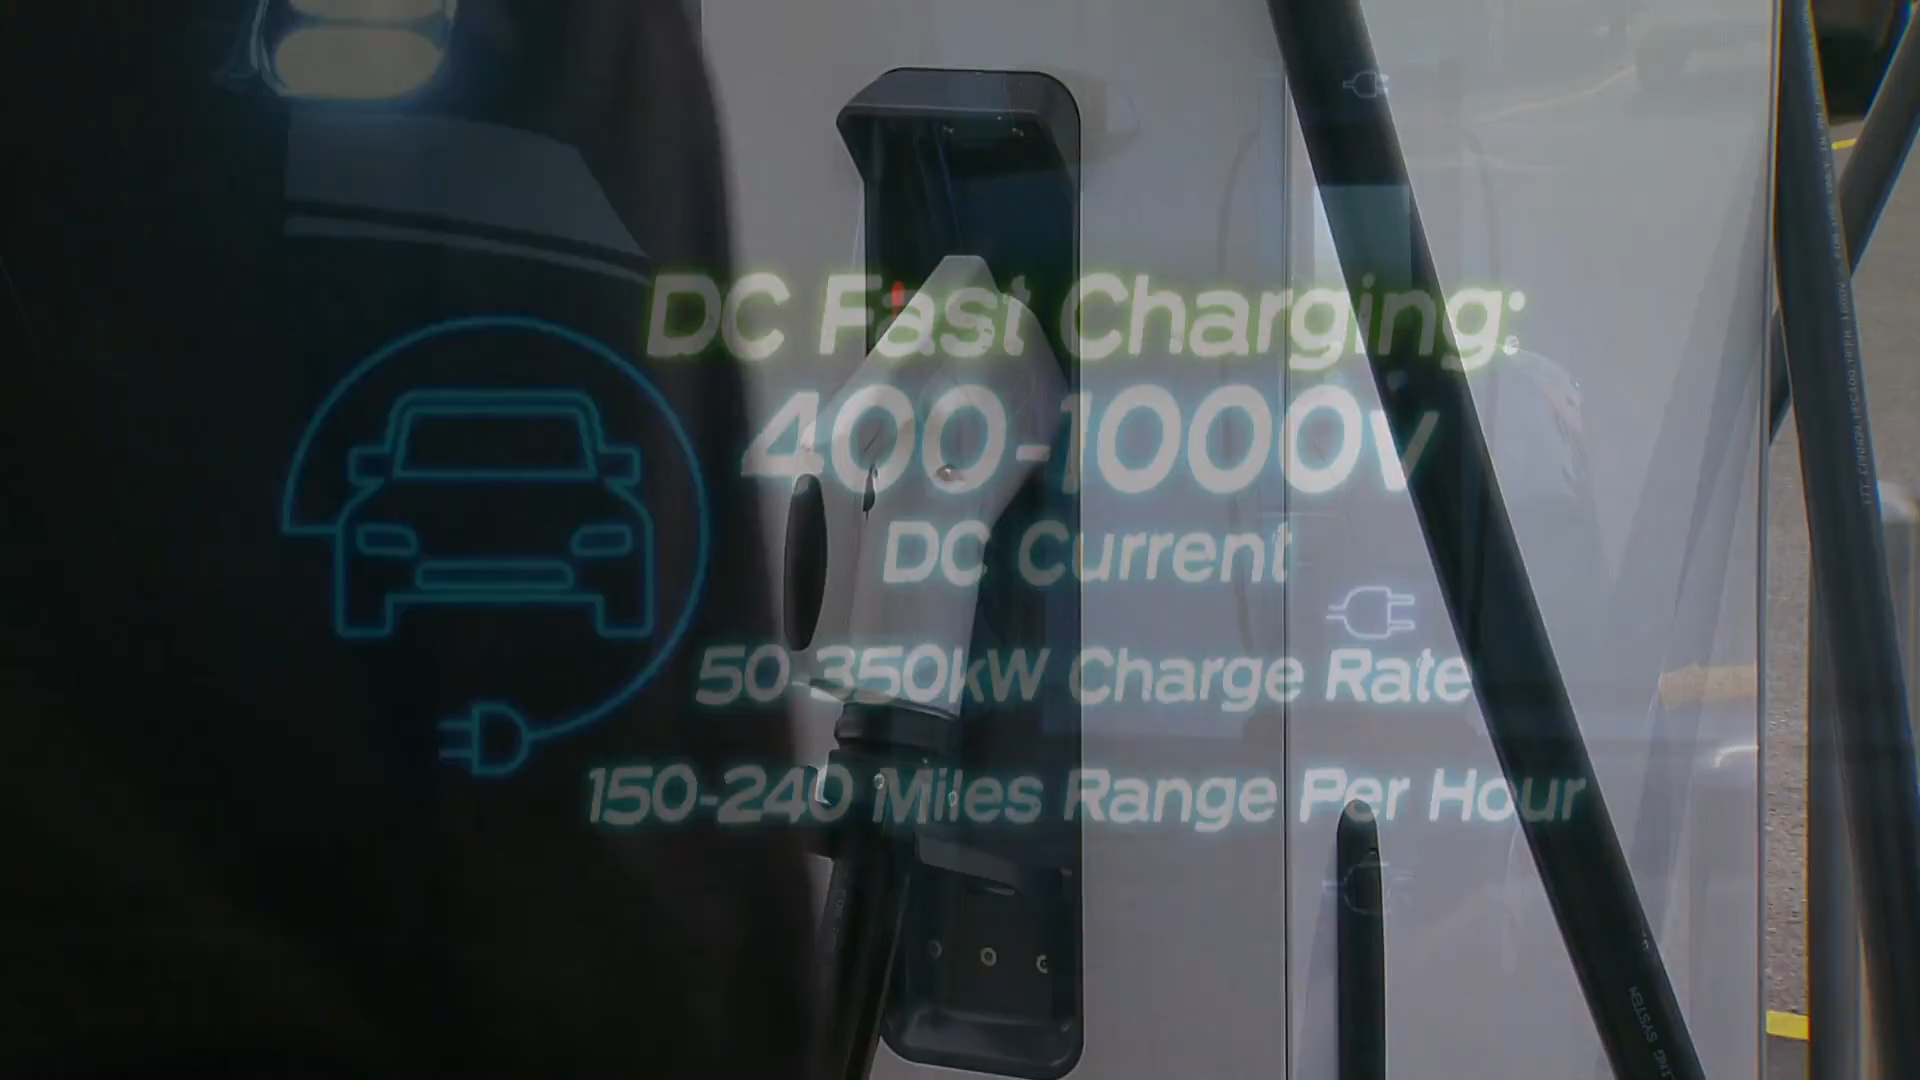 DC Fast Charging:
400-1000v
DC Current
50-350kW Charge Rate
150-240 Miles Range Per Hour